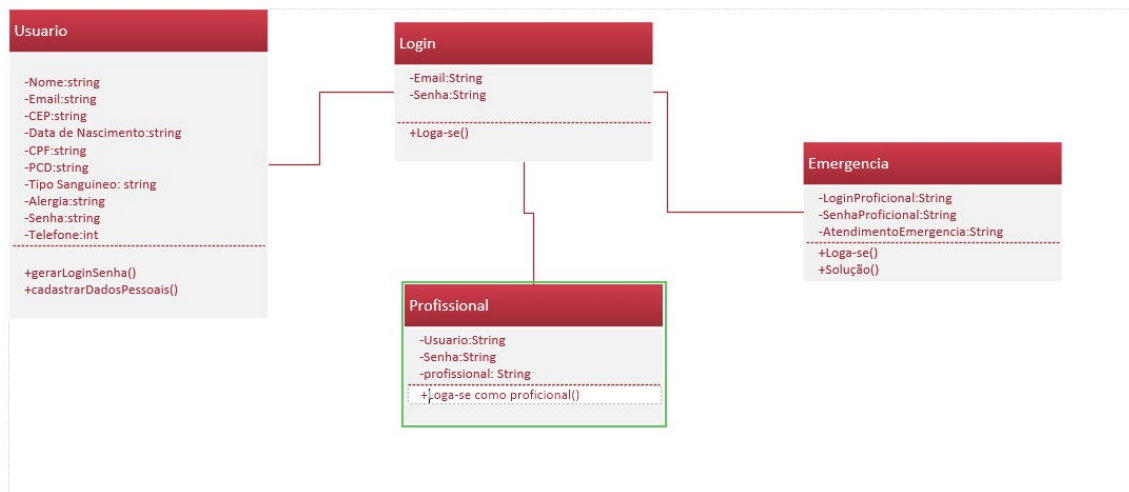 Usuario
-Nome:string
-Email:string
-CEP:string
-Data de Nascimento:string
-CPF:string
-PCD:string
-Tipo Sanguineo: string
-Alergia:string
-Senha:string
-Telefone:int
+gerarLoginSenha()
+cadastrarDadosPessoais()
Login
-Email:String
-Senha:String
+Loga-se()
Profissional
-Usuario:String
-Senha:String
-profissional: String
+Loga-se como proficional()
Emergencia
-LoginProficional:String
-SenhaProficional:String
-AtendimentoEmergencia:String
+Loga-se()
+Solução()